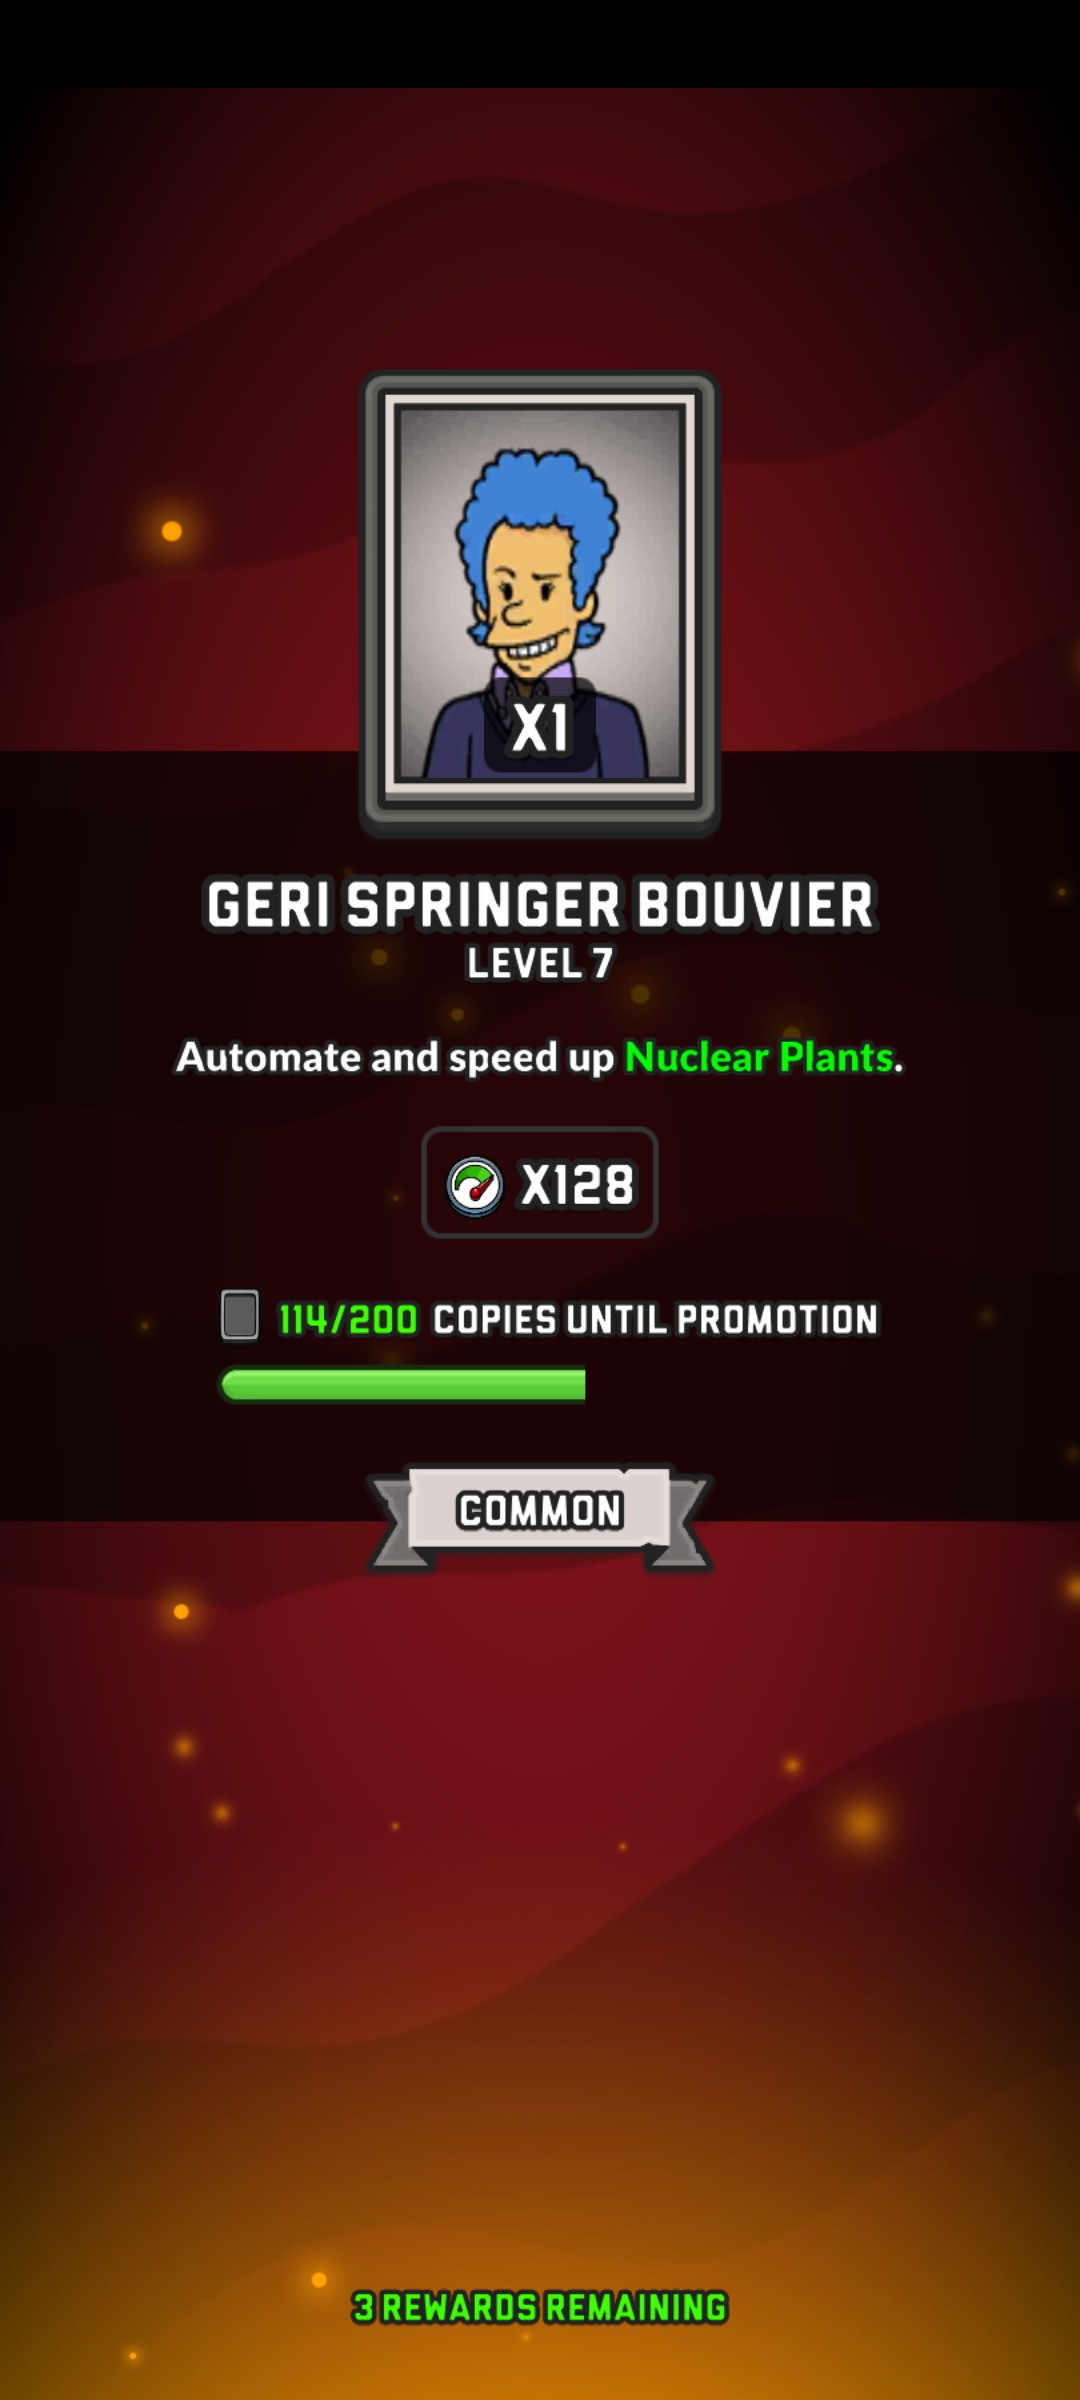 X1
GERI SPRINGER BOUVIER
LEVEL 7
Automate and speed up Nuclear Plants.
X128
114/200 COPIES UNTIL PROMOTION
COMMON
3 REWARDS REMAINING